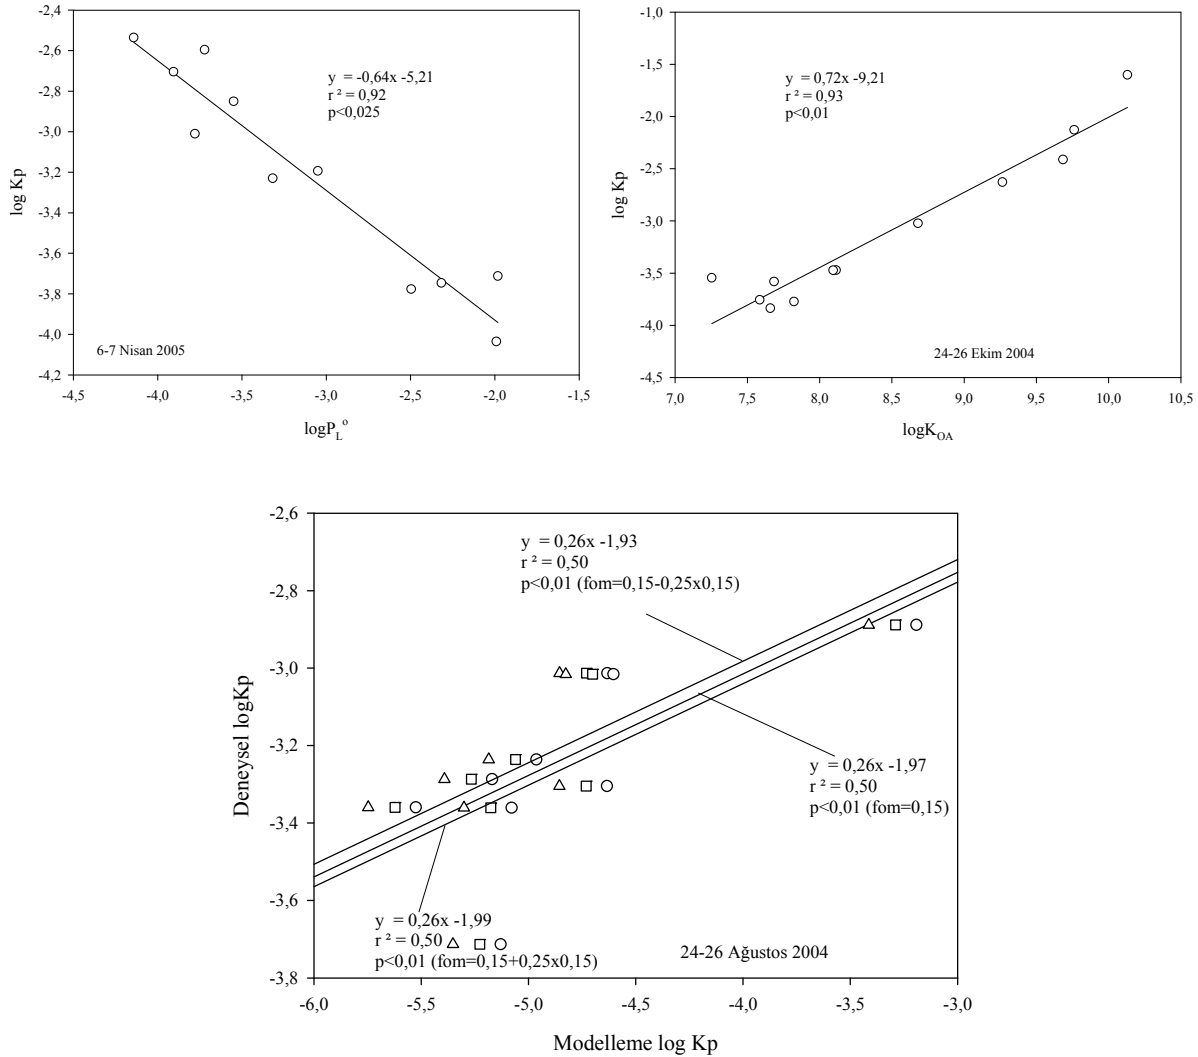 -2,4
-2,6
-2,8
-3,0
-3,2
-3,4
-3,6
-3,8
-4,0
-4,2
log Kp
y = -0,64x -5,21
r ² = 0,92
p<0,025
6-7 Nisan 2005
-4,5 -4,0 -3,5 -3,0 -2,5 -2,0 -1,5
logP_L^o
-1,0
-1,5
-2,0
-2,5
-3,0
-3,5
-4,0
-4,5
log Kp
y = 0,72x -9,21
r ² = 0,93
p<0,01
24-26 Ekim 2004
7,0 7,5 8,0 8,5 9,0 9,5 10,0 10,5
logK_OA
-2,6
-2,8
-3,0
-3,2
-3,4
-3,6
-3,8
Deneysel logKp
y = 0,26x -1,93
r ² = 0,50
p<0,01 (fom=0,15-0,25x0,15)
y = 0,26x -1,97
r ² = 0,50
p<0,01 (fom=0,15)
y = 0,26x -1,99
r ² = 0,50
p<0,01 (fom=0,15+0,25x0,15)
24-26 Ağustos 2004
-6,0 -5,5 -5,0 -4,5 -4,0 -3,5 -3,0
Modelleme log Kp